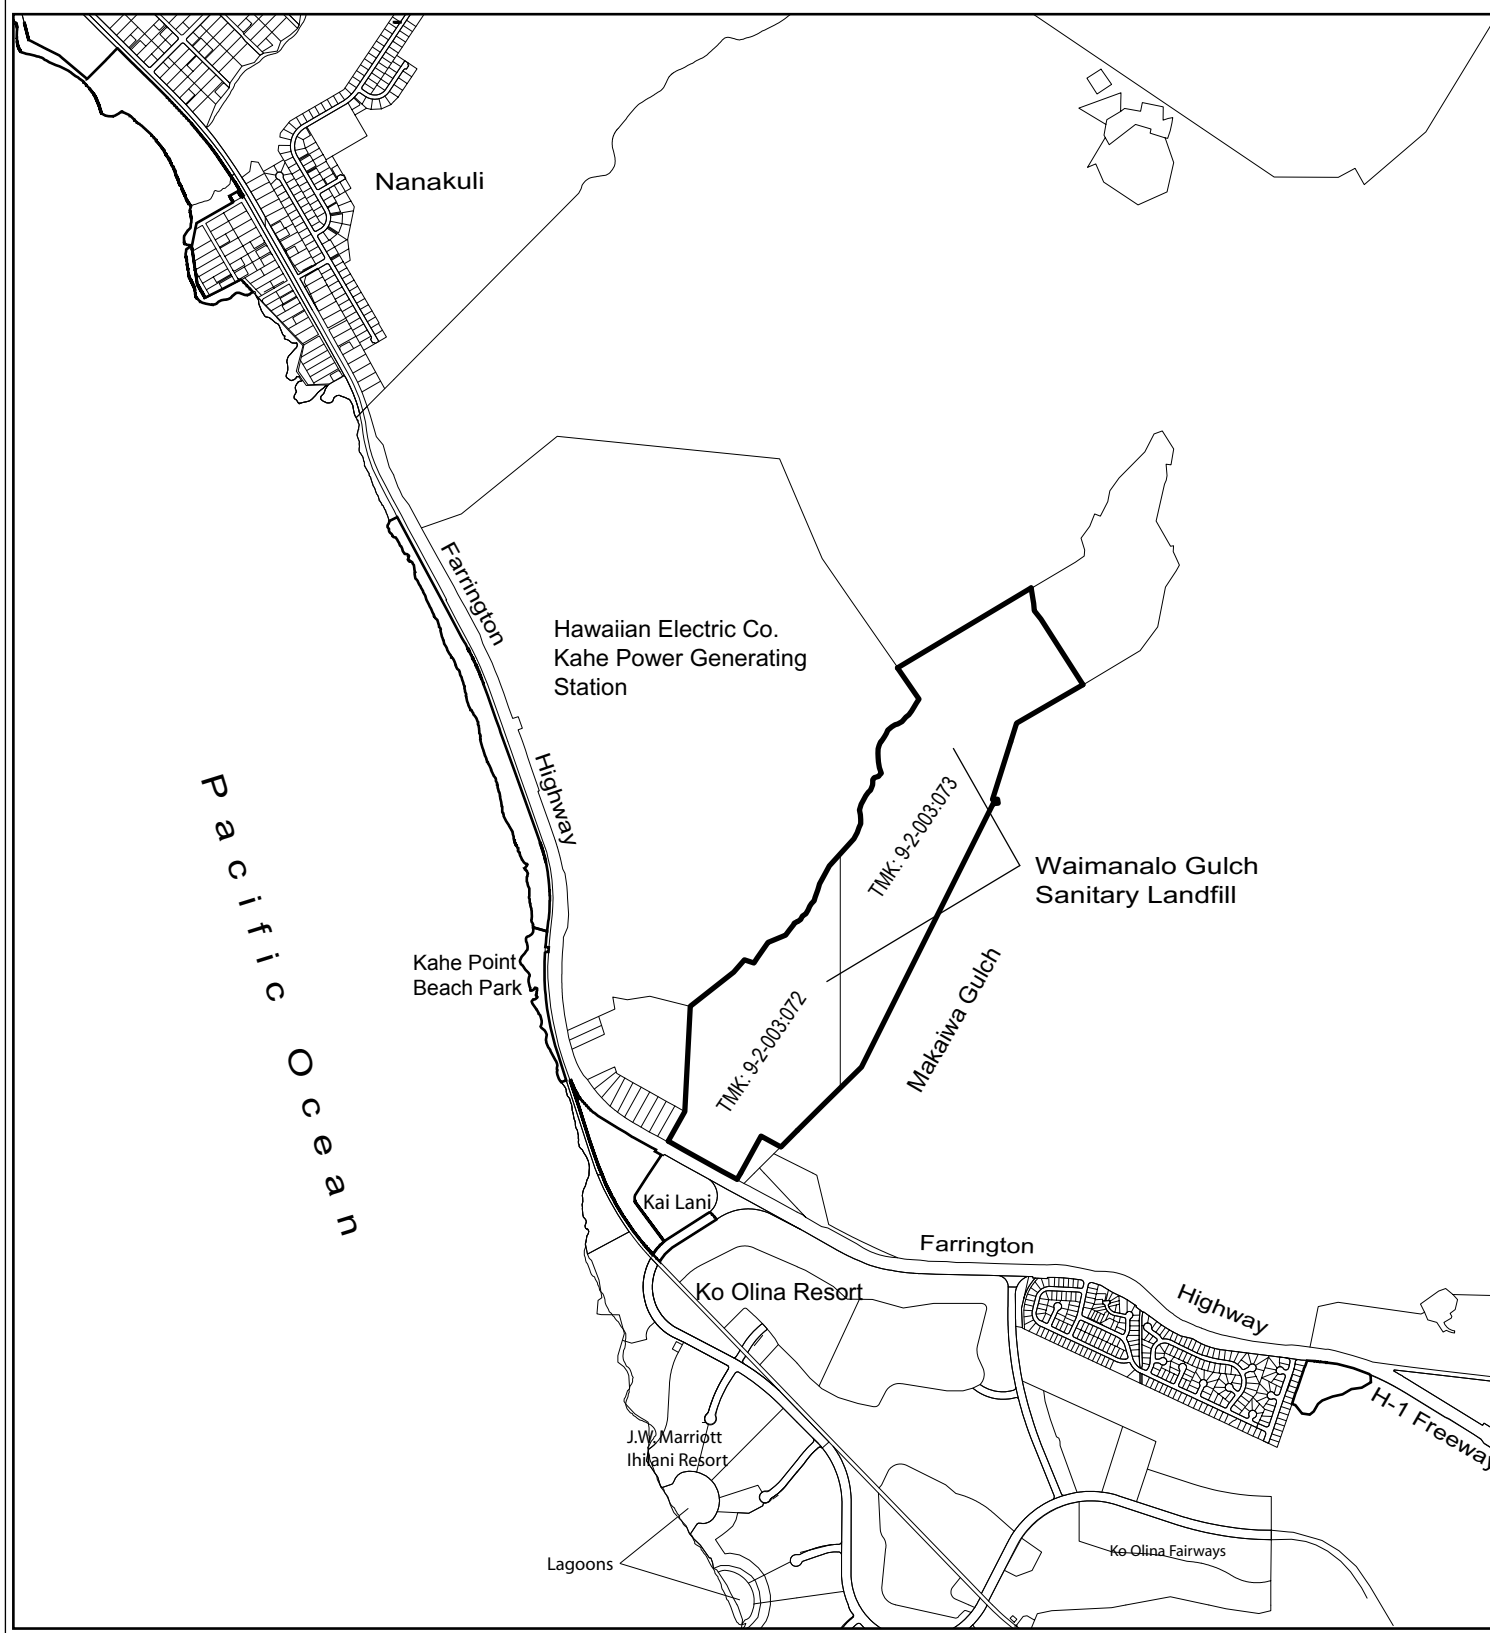 Nanakuli
Farrington
Highway
Hawaiian Electric Co.
Kahe Power Generating
Station
Pacific Ocean
TMK: 9-2-003:073
Waimanalo Gulch
Sanitary Landfill
Kahe Point
Beach Park
Makaiwa Gulch
TMK: 9-2-003:072
Kai Lani
Farrington
Highway
Ko Olina Resort
H-1 Freeway
J.W. Marriott
Ihilani Resort
Lagoons
Ko Olina Fairways